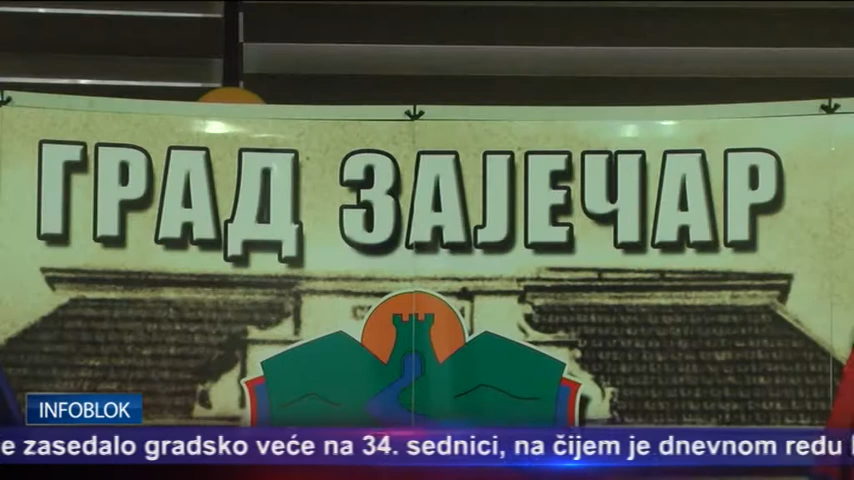 ГРАД ЗАЈЕЧАР
INFOBLOK
e zasedalo gradsko veće na 34. sednici, na čijem je dnevnom redu